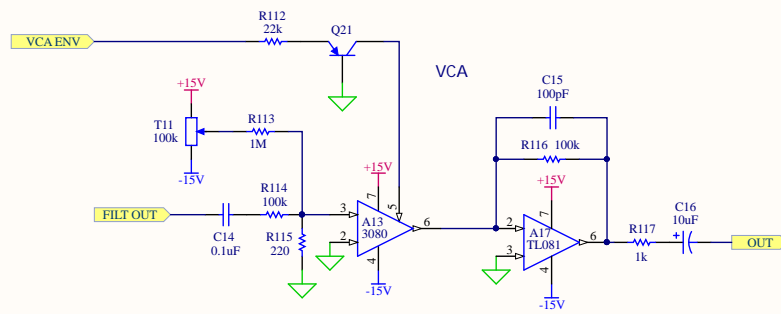 R112
22k
Q21
VCA ENV
VCA
C15
100pF
+15V
T11
100k
R113
1M
-15V
R116 100k
+15V
+15V
R114
100k
FILT OUT
C14
0.1uF
R115
220
3
2
7
5
A13
3080
6
4
-15V
2
3
7
A17
TL081
6
4
-15V
R117
1k
C16
10uF
+
OUT